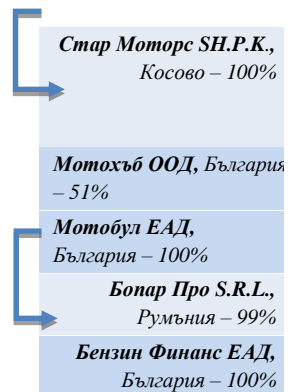 Стар Моторс SH.P.K.,
Косово – 100%
Мотохъб ООД, България
– 51%
Мотобул ЕАД,
България – 100%
Бопар Про S.R.L.,
Румъния – 99%
Бензин Финанс ЕАД,
България – 100%